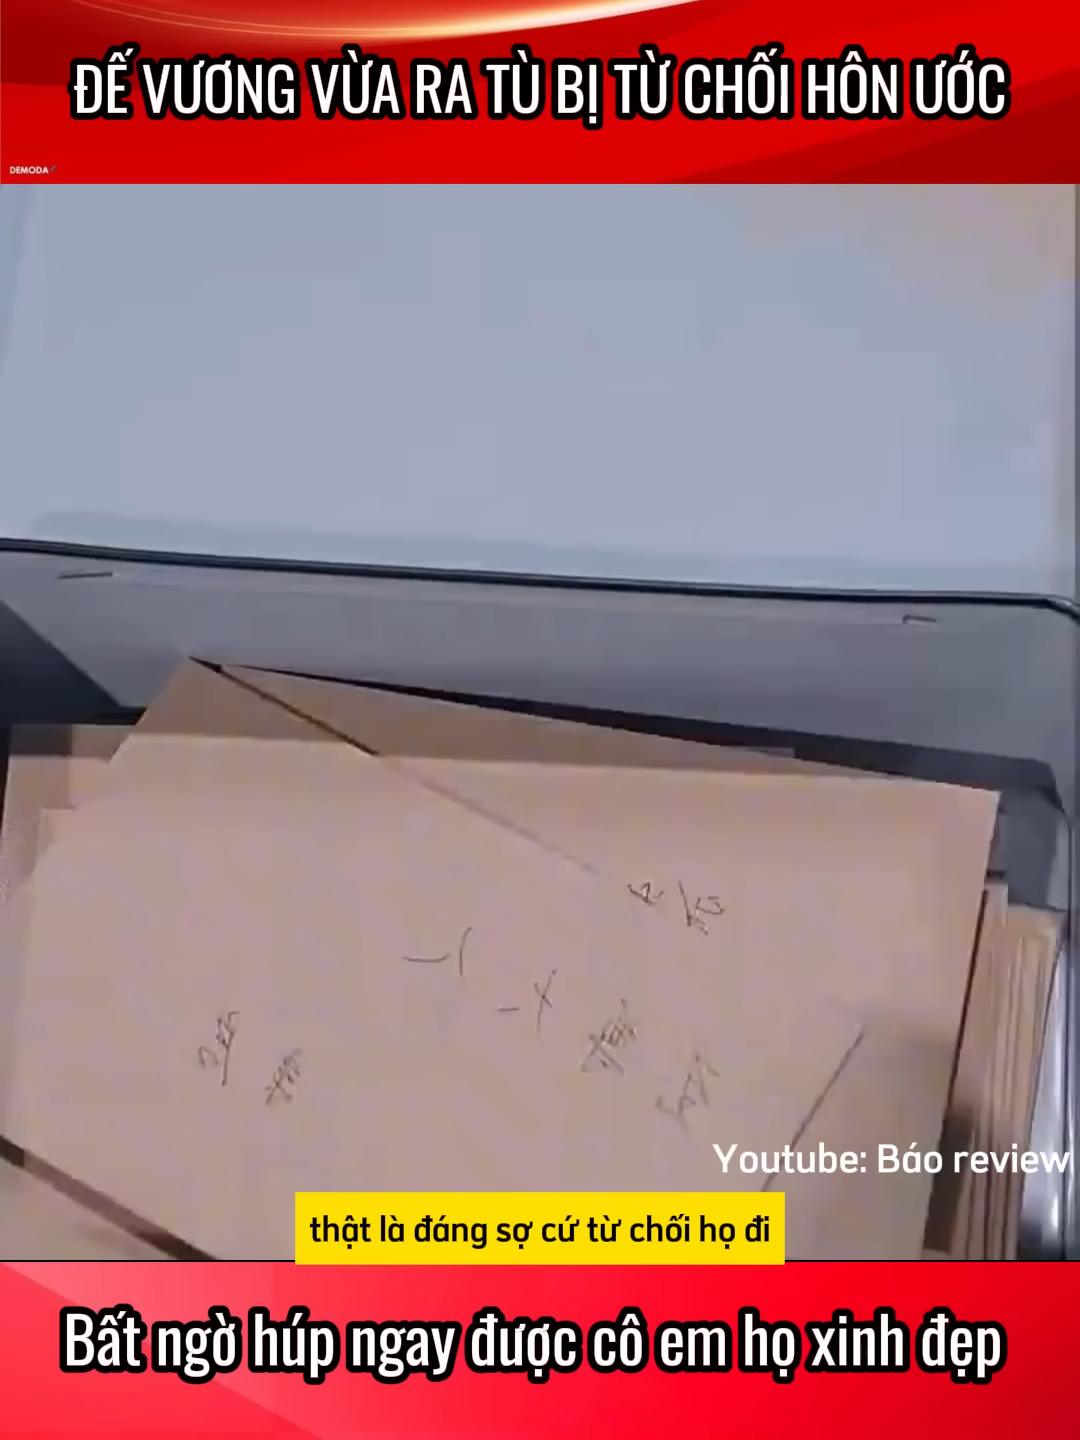 ĐẾ VƯƠNG VỪA RA TÙ BỊ TỪ CHỐI HÔN ƯỚC
DEMODA
Youtube: Báo review
thật là đáng sợ cứ từ chối họ đi
Bất ngờ húp ngay được cô em họ xinh đẹp